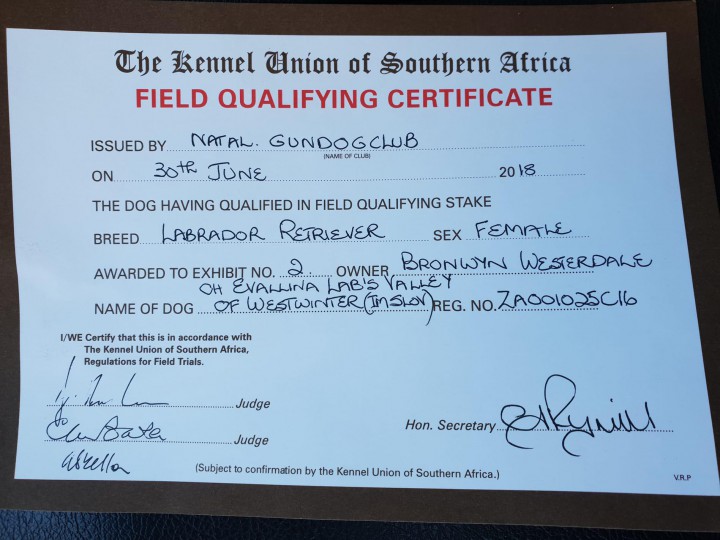 The Kennel Union of Southern Africa
FIELD QUALIFYING CERTIFICATE
ISSUED BY NATAL. GUNDOG CLUB
(NAME OF CLUB)
ON 30th JUNE 2018
THE DOG HAVING QUALIFIED IN FIELD QUALIFYING STAKE
BREED LABRADOR RETRIEVER SEX FEMALE
AWARDED TO EXHIBIT NO. 2 OWNER BRONWYN WESTERDALE
CH EVALLINA LAB'S VALLEY
NAME OF DOG OF WESTWINTER (IMSLOV) REG. NO. ZA001025C16
I/WE Certify that this is in accordance with
The Kennel Union of Southern Africa,
Regulations for Field Trials.
Judge
Hon. Secretary
Judge
(Subject to confirmation by the Kennel Union of Southern Africa.)
V.R.P